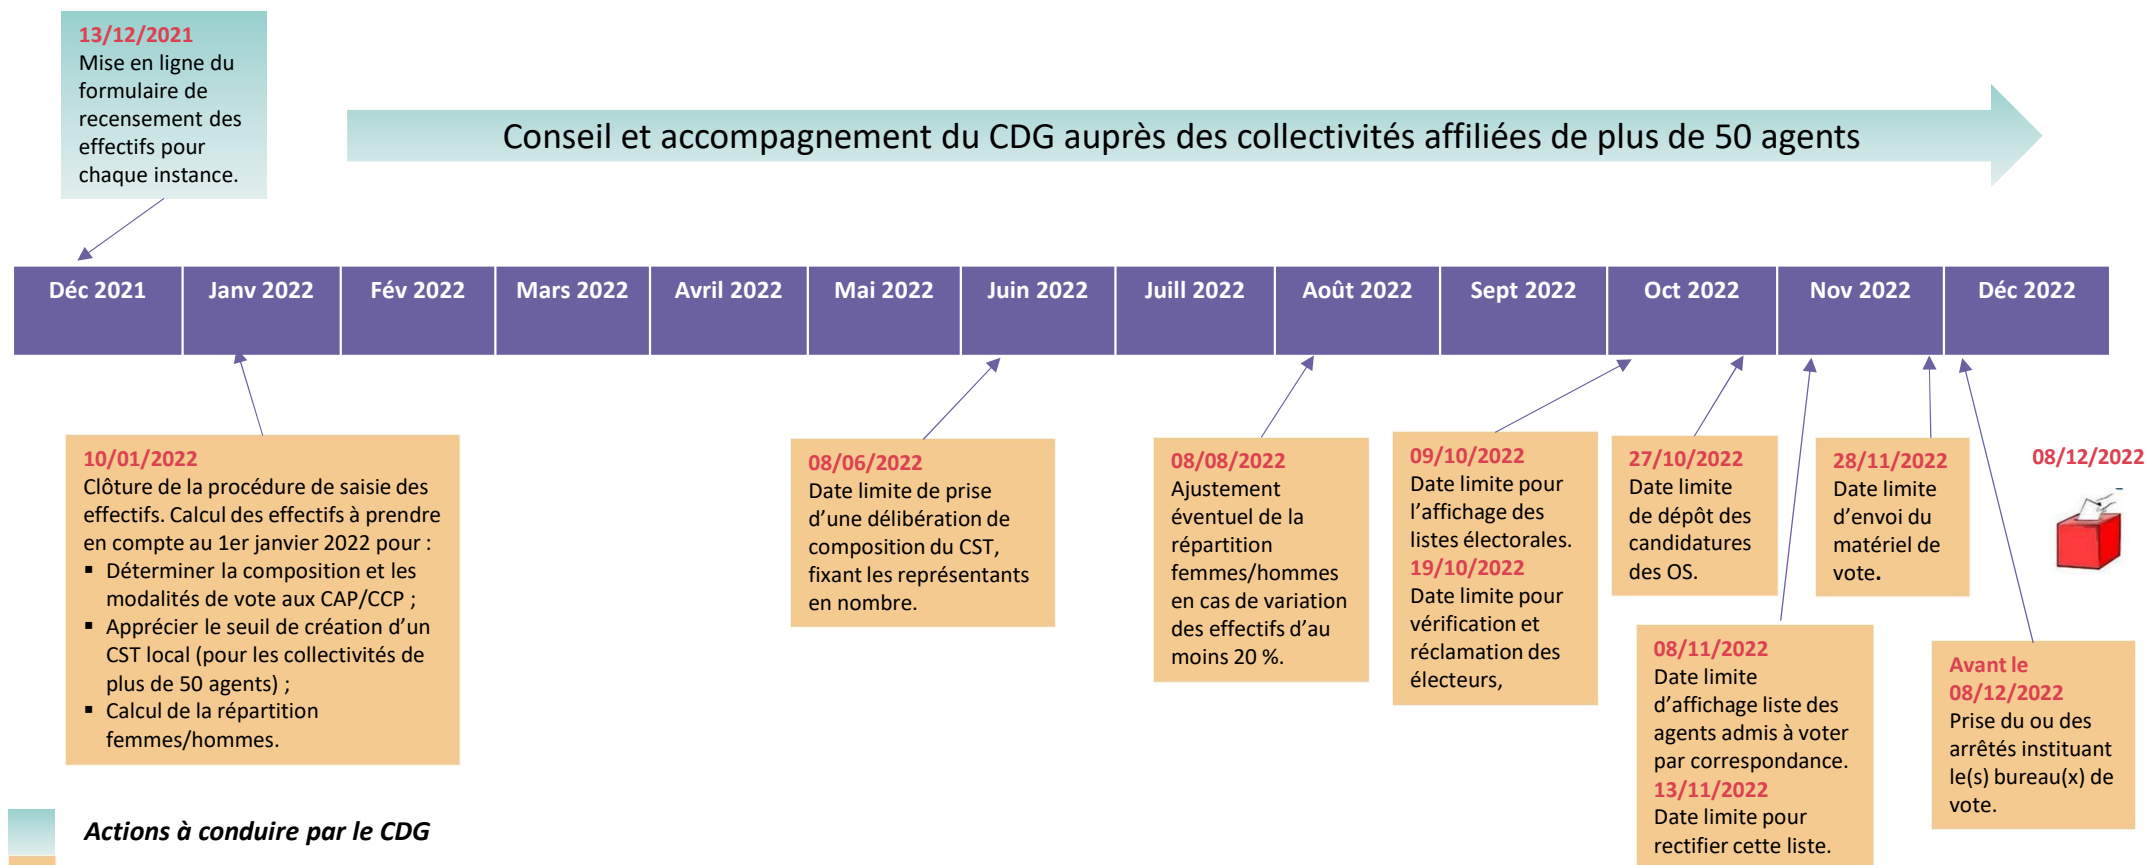 13/12/2021
Mise en ligne du
formulaire de
recensement des
effectifs pour
chaque instance.
Conseil et accompagnement du CDG auprès des collectivités affiliées de plus de 50 agents
Déc 2021
Janv 2022
Fév 2022
Mars 2022
Avril 2022
Mai 2022
Juin 2022
Juill 2022
Août 2022
Sept 2022
Oct 2022
Nov 2022
Déc 2022
10/01/2022
Clôture de la procédure de saisie des
effectifs. Calcul des effectifs à prendre
en compte au 1er janvier 2022 pour :
▪ Déterminer la composition et les
modalités de vote aux CAP/CCP ;
▪ Apprécier le seuil de création d’un
CST local (pour les collectivités de
plus de 50 agents) ;
▪ Calcul de la répartition
femmes/hommes.
08/06/2022
Date limite de prise
d’une délibération de
composition du CST,
fixant les représentants
en nombre.
08/08/2022
Ajustement
éventuel de la
répartition
femmes/hommes
en cas de variation
des effectifs d’au
moins 20 %.
09/10/2022
Date limite pour
l’affichage des
listes électorales.
19/10/2022
Date limite pour
vérification et
réclamation des
électeurs,
27/10/2022
Date limite
de dépôt des
candidatures
des OS.
08/11/2022
Date limite
d’affichage liste des
agents admis à voter
par correspondance.
13/11/2022
Date limite pour
rectifier cette liste.
28/11/2022
Date limite
d’envoi du
matériel de
vote.
Avant le
08/12/2022
Prise du ou des
arrêtés instituant
le(s) bureau(x) de
vote.
08/12/2022
Actions à conduire par le CDG